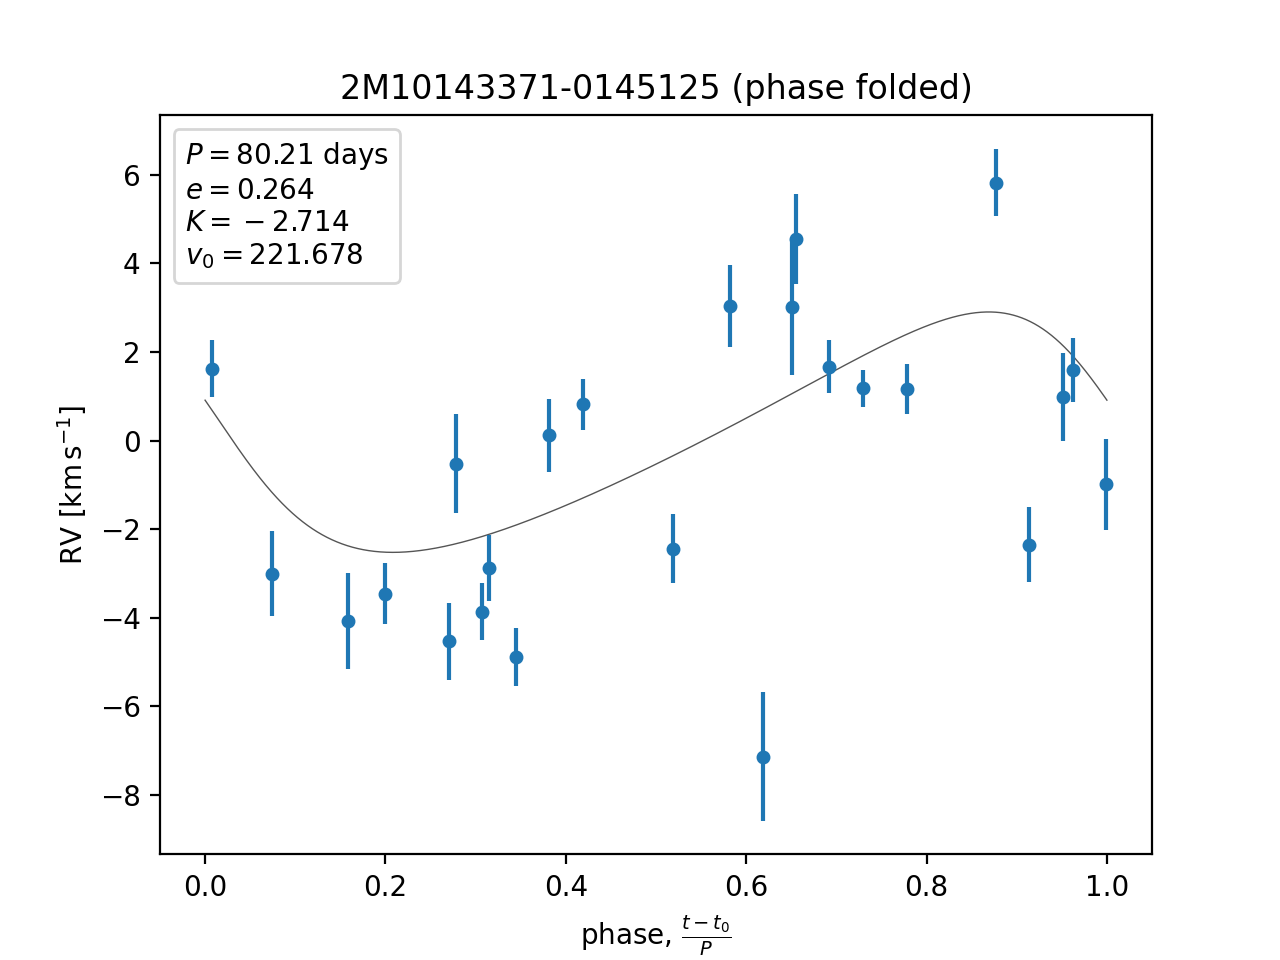 2M10143371-0145125 (phase folded)
P = 80.21 days
e = 0.264
K = −2.714
v₀ = 221.678
6
4
2
0
−2
−4
−6
−8
RV [km s⁻¹]
0.0 0.2 0.4 0.6 0.8 1.0
phase, (t − t₀)/P